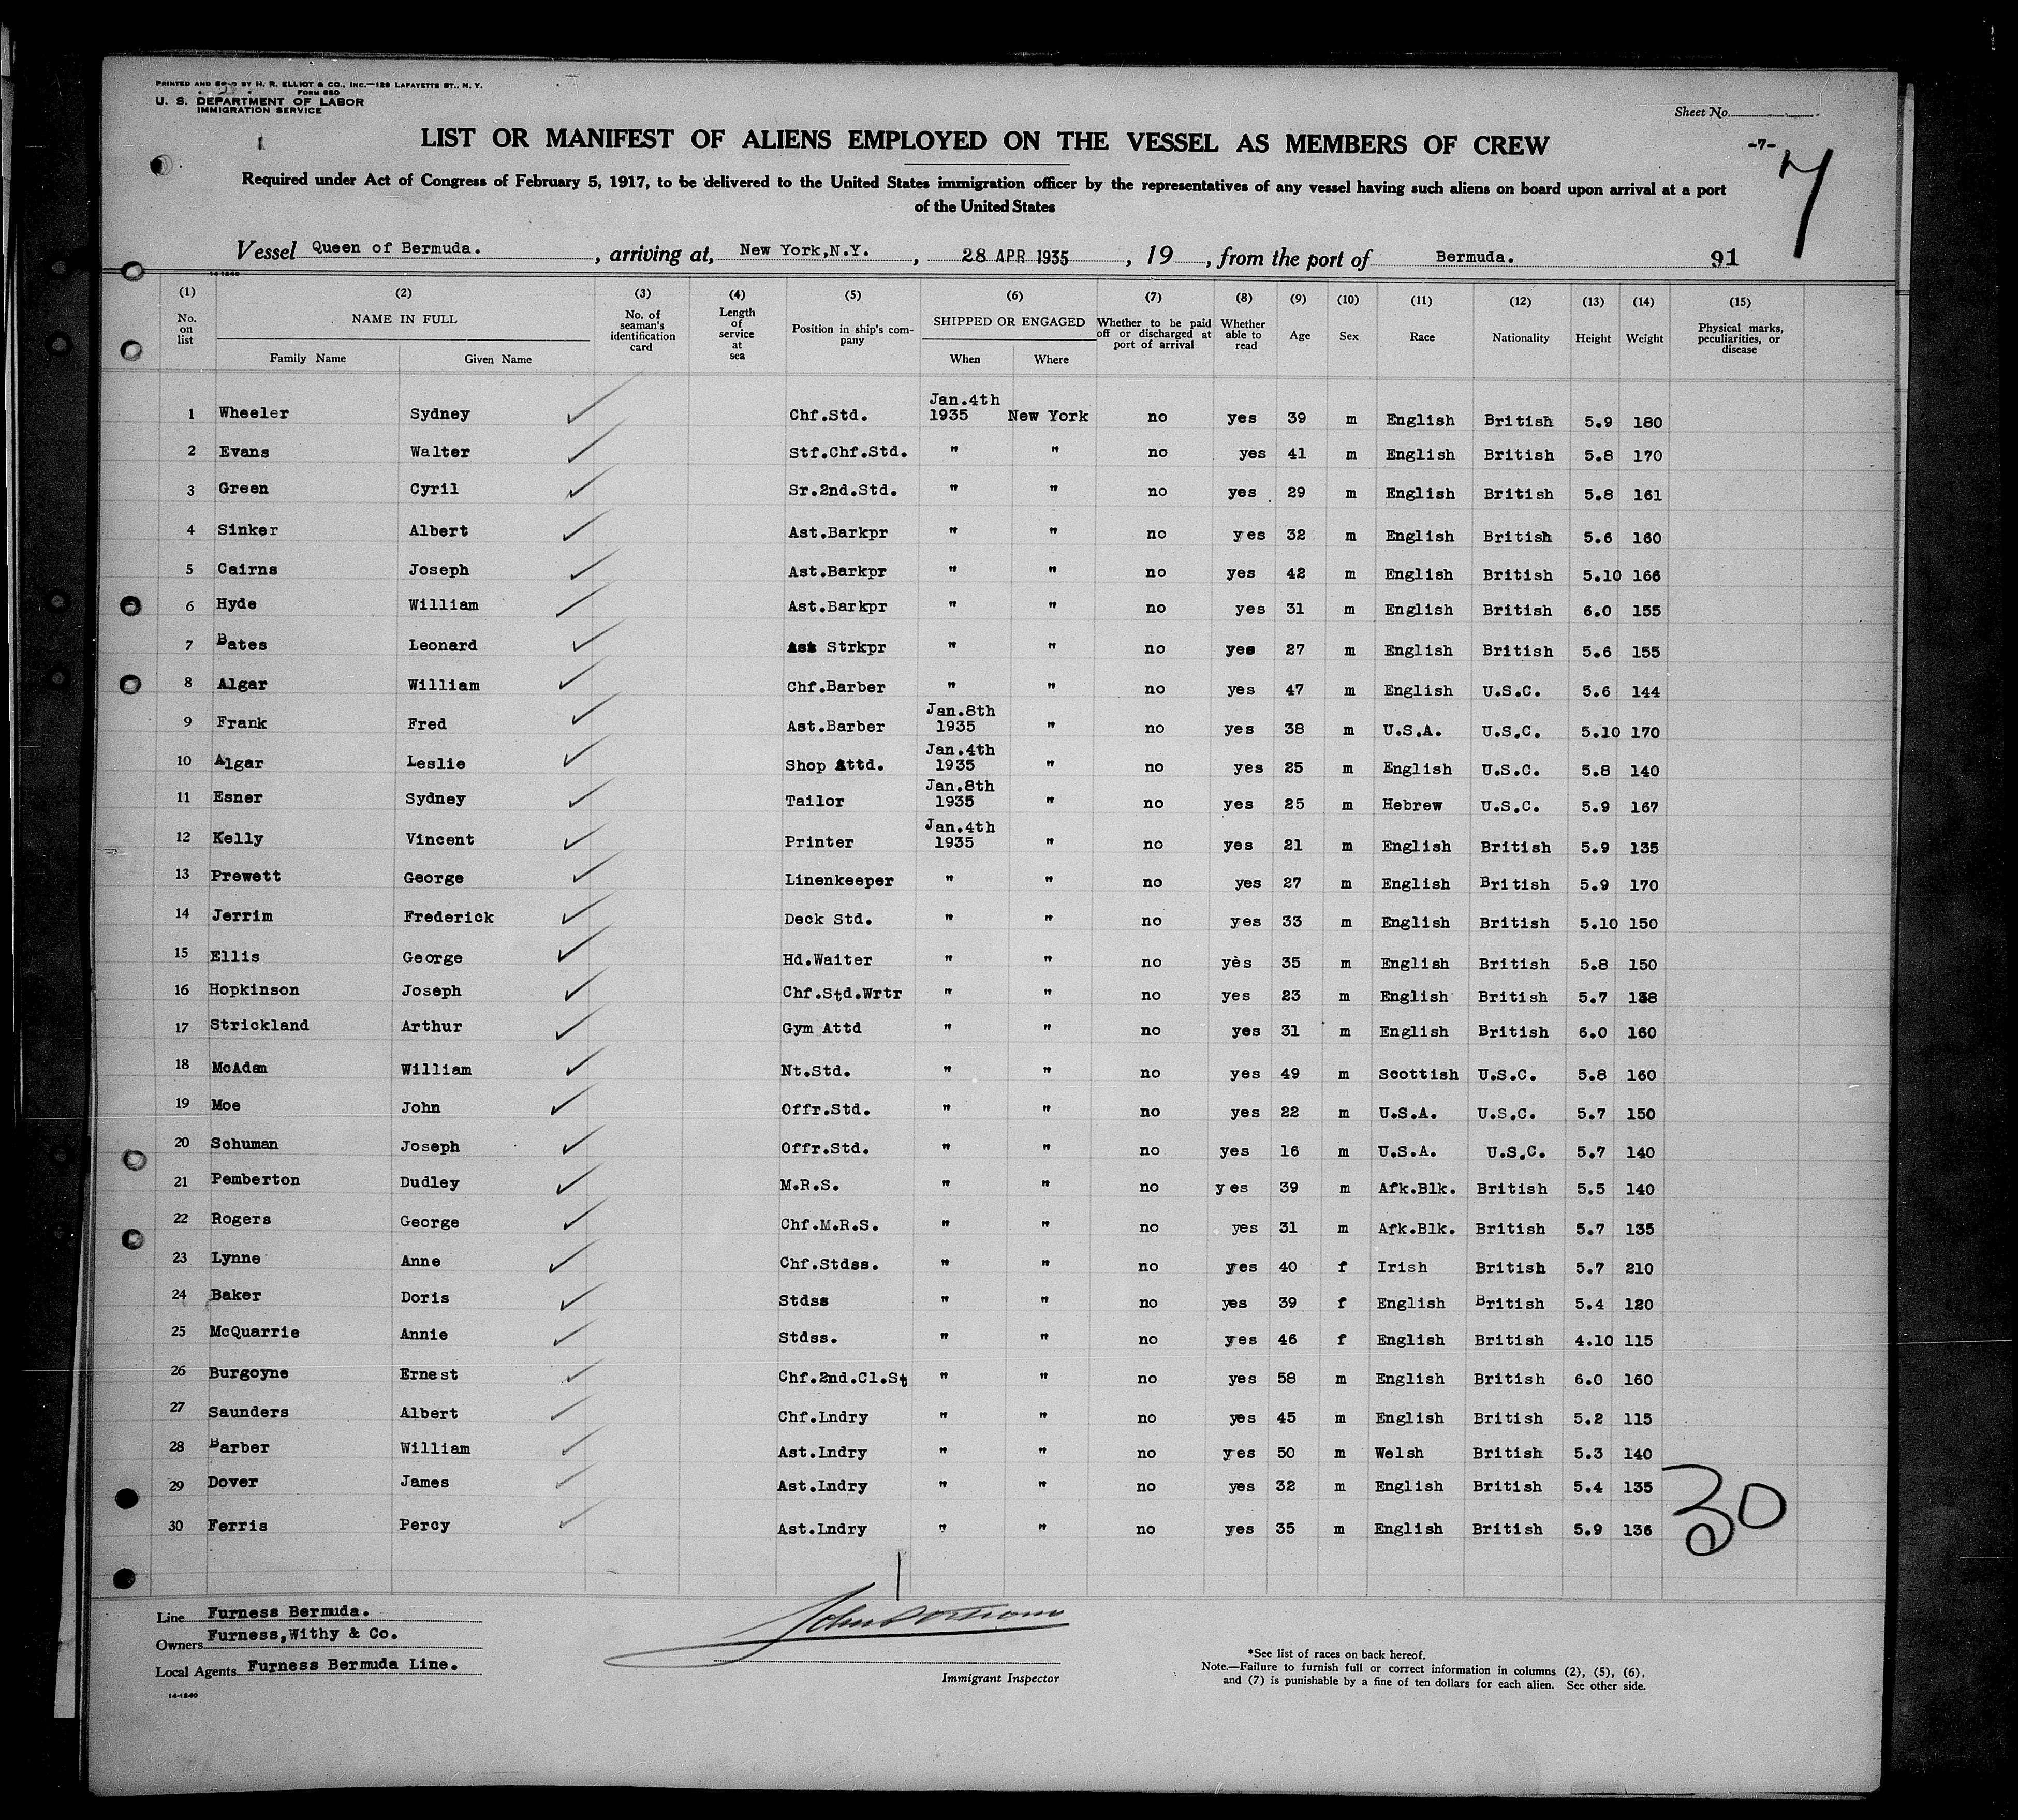 PRINTED AND SOLD BY H. R. ELLIOT & CO., INC.—129 LAFAYETTE ST., N. Y.
FORM 680
U. S. DEPARTMENT OF LABOR
IMMIGRATION SERVICE
Sheet No.
LIST OR MANIFEST OF ALIENS EMPLOYED ON THE VESSEL AS MEMBERS OF CREW
-7- 7
Required under Act of Congress of February 5, 1917, to be delivered to the United States immigration officer by the representatives of any vessel having such aliens on board upon arrival at a port
of the United States
Vessel Queen of Bermuda. , arriving at, New York,N.Y. , 28 APR 1935 , 19 , from the port of Bermuda. 91
14-1240
(1) (2) (3) (4) (5) (6) (7) (8) (9) (10) (11) (12) (13) (14) (15)
No. on list NAME IN FULL Family Name Given Name No. of seaman's identification card Length of service at sea Position in ship's company SHIPPED OR ENGAGED When Where Whether to be paid off or discharged at port of arrival Whether able to read Age Sex Race Nationality Height Weight Physical marks, peculiarities, or disease
1 Wheeler Sydney Chf.Std. Jan.4th 1935 New York no yes 39 m English British 5.9 180
2 Evans Walter Stf.Chf.Std. " " no yes 41 m English British 5.8 170
3 Green Cyril Sr.2nd.Std. " " no yes 29 m English British 5.8 161
4 Sinker Albert Ast.Barkpr " " no yes 32 m English British 5.6 160
5 Cairns Joseph Ast.Barkpr " " no yes 42 m English British 5.10 166
6 Hyde William Ast.Barkpr " " no yes 31 m English British 6.0 155
7 Bates Leonard Ast Strkpr " " no yes 27 m English British 5.6 155
8 Algar William Chf.Barber " " no yes 47 m English U.S.C. 5.6 144
9 Frank Fred Ast.Barber Jan.8th 1935 " no yes 38 m U.S.A. U.S.C. 5.10 170
10 Algar Leslie Shop Attd. Jan.4th 1935 " no yes 25 m English U.S.C. 5.8 140
11 Esner Sydney Tailor Jan.8th 1935 " no yes 25 m Hebrew U.S.C. 5.9 167
12 Kelly Vincent Printer Jan.4th 1935 " no yes 21 m English British 5.9 135
13 Prewett George Linenkeeper " " no yes 27 m English British 5.9 170
14 Jerrim Frederick Deck Std. " " no yes 33 m English British 5.10 150
15 Ellis George Hd.Waiter " " no yès 35 m English British 5.8 150
16 Hopkinson Joseph Chf.Std.Wrtr " " no yes 23 m English British 5.7 138
17 Strickland Arthur Gym Attd " " no yes 31 m English British 6.0 160
18 McAdam William Nt.Std. " " no yes 49 m Scottish U.S.C. 5.8 160
19 Moe John Offr.Std. " " no yes 22 m U.S.A. U.S.C. 5.7 150
20 Schuman Joseph Offr.Std. " " no yes 16 m U.S.A. U.S.C. 5.7 140
21 Pemberton Dudley M.R.S. " " no yes 39 m Afk.Blk. British 5.5 140
22 Rogers George Chf.M.R.S. " " no yes 31 m Afk.Blk. British 5.7 135
23 Lynne Anne Chf.Stdss. " " no yes 40 f Irish British 5.7 210
24 Baker Doris Stdss " " no yes 39 f English British 5.4 120
25 McQuarrie Annie Stdss. " " no yes 46 f English British 4.10 115
26 Burgoyne Ernest Chf.2nd.Cl.St " " no yes 58 m English British 6.0 160
27 Saunders Albert Chf.Lndry " " no yes 45 m English British 5.2 115
28 Barber William Ast.Lndry " " no yes 50 m Welsh British 5.3 140
29 Dover James Ast.Lndry " " no yes 32 m English British 5.4 135
30 Ferris Percy Ast.Lndry " " no yes 35 m English British 5.9 136
30
Line Furness Bermuda.
Owners Furness,Withy & Co.
Local Agents Furness Bermuda Line.
14-1240
Immigrant Inspector
*See list of races on back hereof.
Note.—Failure to furnish full or correct information in columns (2), (5), (6),
and (7) is punishable by a fine of ten dollars for each alien. See other side.